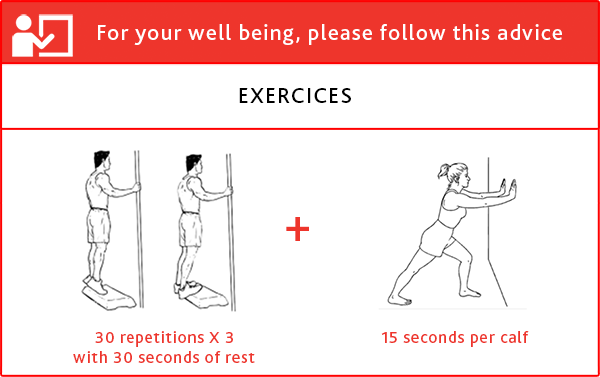 For your well being, please follow this advice
EXERCICES
30 repetitions X 3
with 30 seconds of rest
+
15 seconds per calf